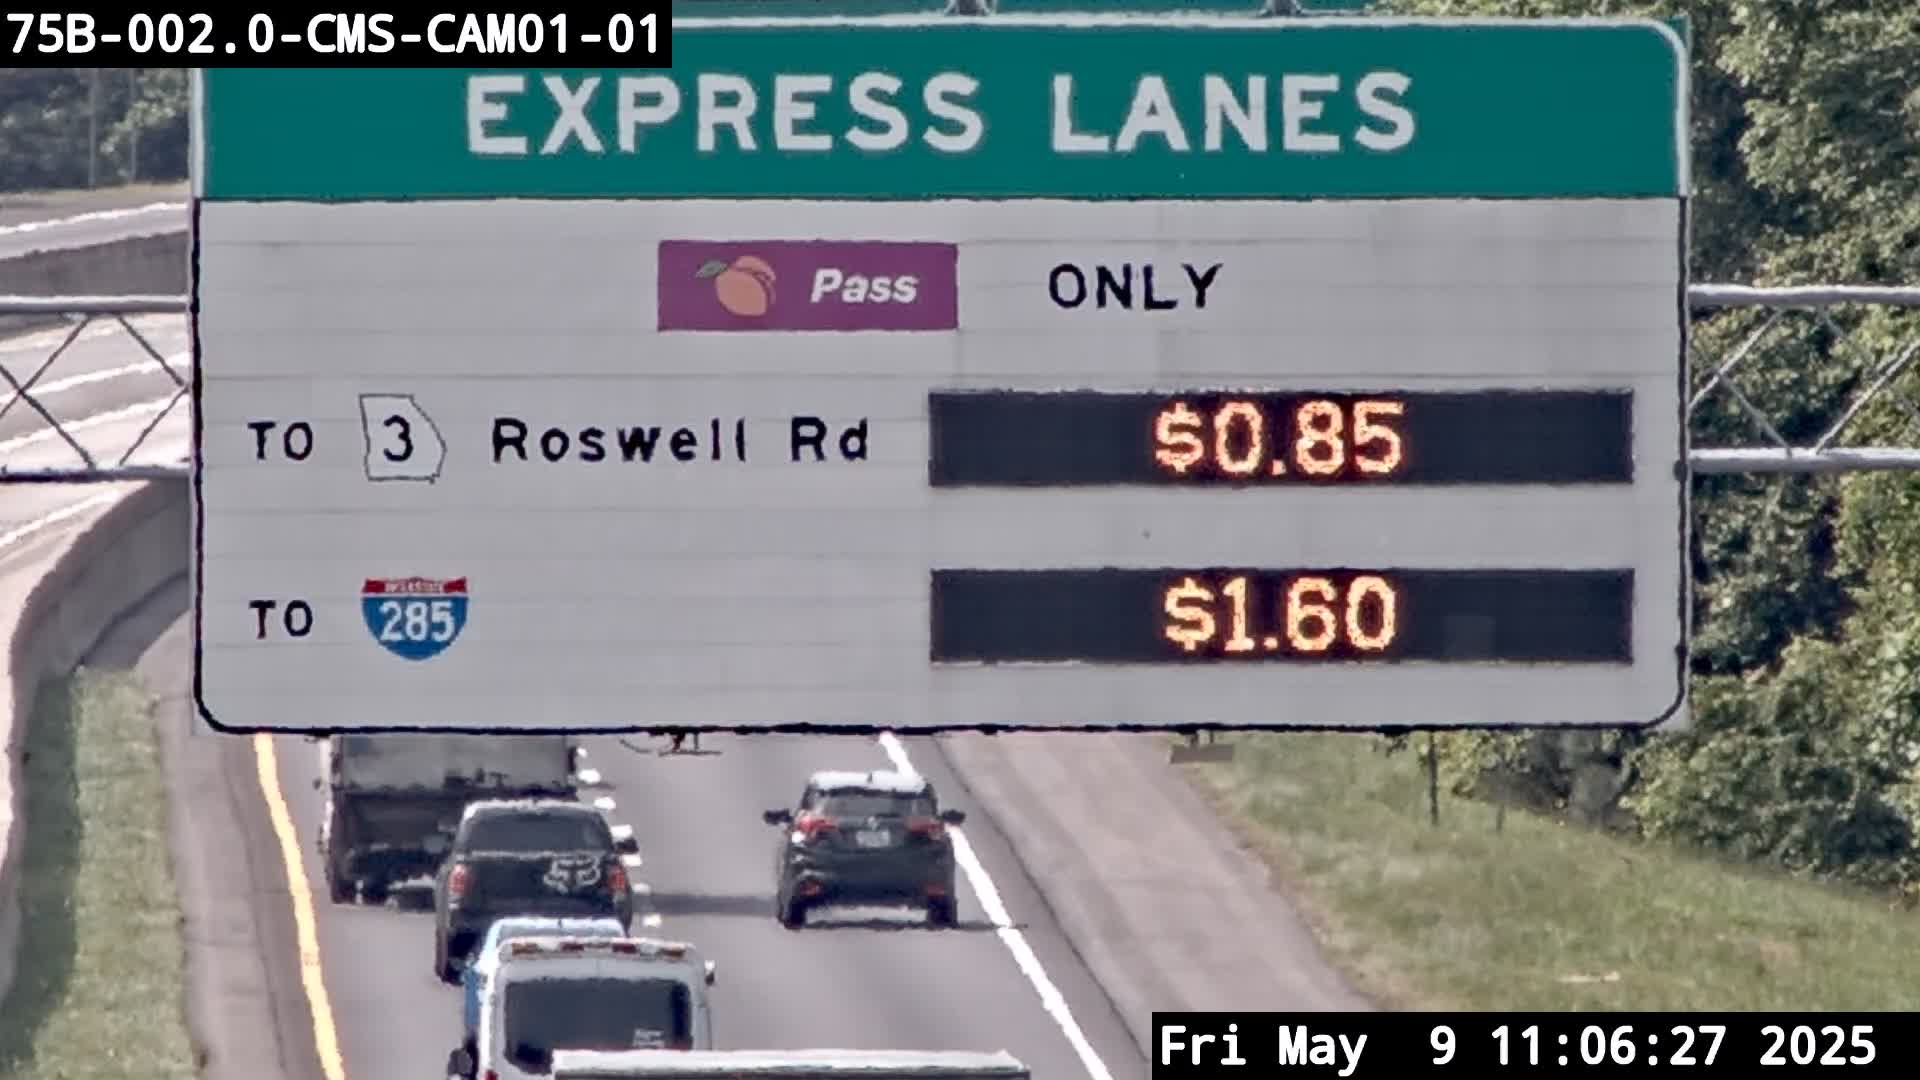 75B-002.0-CMS-CAM01-01
EXPRESS LANES
Pass ONLY
TO 3 Roswell Rd $0.85
TO INTERSTATE 285 $1.60
Fri May 9 11:06:27 2025